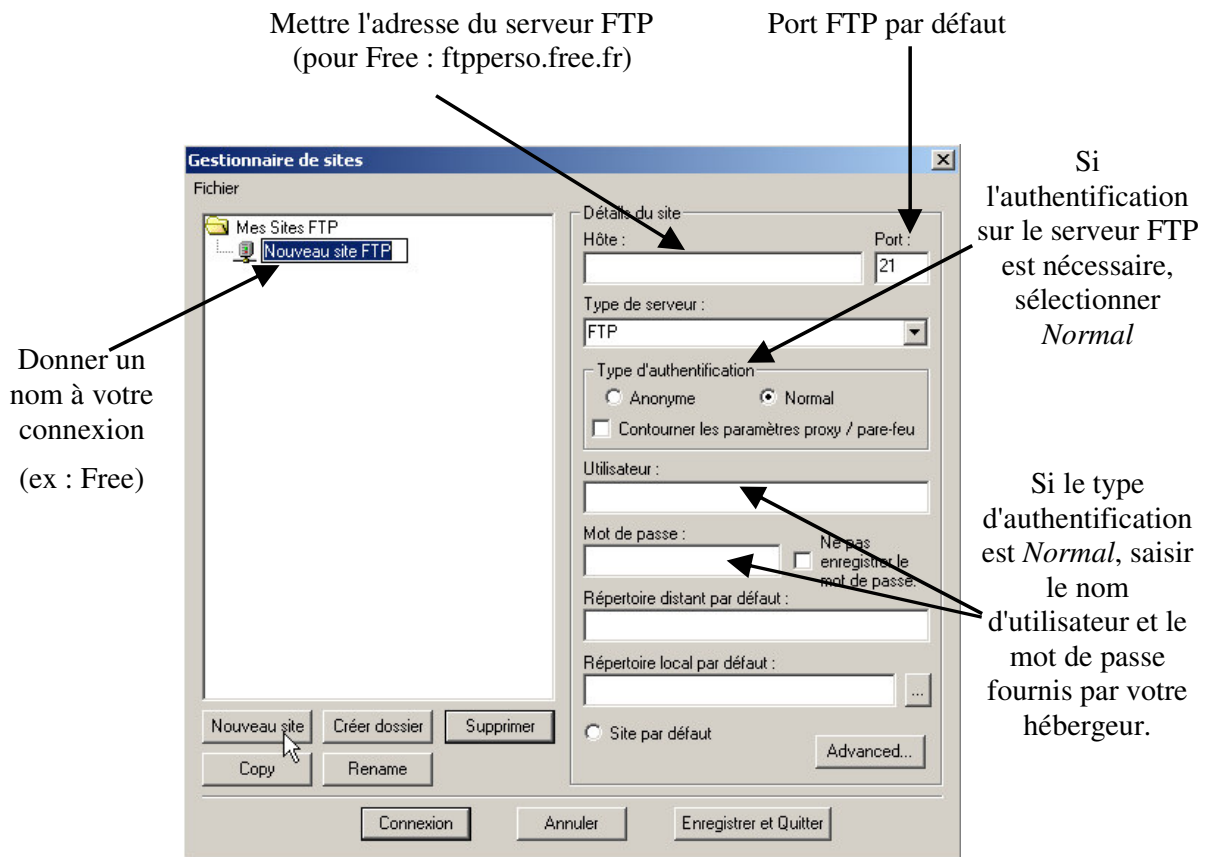 Mettre l'adresse du serveur FTP
(pour Free : ftpperso.free.fr)
Port FTP par défaut
Gestionnaire de sites
Fichier
Mes Sites FTP
Nouveau site FTP
Donner un
nom à votre
connexion
(ex : Free)
Détails du site
Hôte :
Port :
21
Type de serveur :
FTP
Type d'authentification
Anonyme
Normal
Contourner les paramètres proxy / pare-feu
Utilisateur :
Mot de passe :
Ne pas
enregistrer le
mot de passe.
Répertoire distant par défaut :
Répertoire local par défaut :
...
Site par défaut
Advanced...
Nouveau site
Créer dossier
Supprimer
Copy
Rename
Connexion
Annuler
Enregistrer et Quitter
Si
l'authentification
sur le serveur FTP
est nécessaire,
sélectionner
Normal
Si le type
d'authentification
est Normal, saisir
le nom
d'utilisateur et le
mot de passe
fournis par votre
hébergeur.